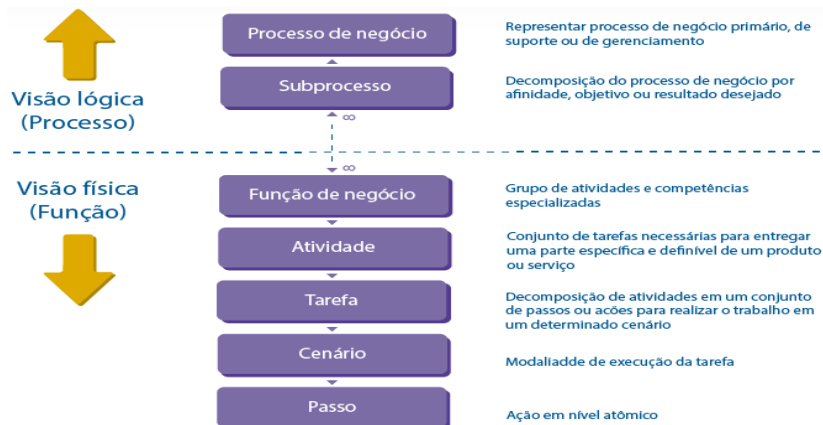 Processo de negócio
Representar processo de negócio primário, de
suporte ou de gerenciamento
Visão lógica
(Processo)
Subprocesso
Decomposição do processo de negócio por
afinidade, objetivo ou resultado desejado
∞
∞
Visão física
(Função)
Função de negócio
Grupo de atividades e competências
especializadas
Atividade
Conjunto de tarefas necessárias para entregar
uma parte específica e definível de um produto
ou serviço
Tarefa
Decomposição de atividades em um conjunto
de passos ou acões para realizar o trabalho em
um determinado cenário
Cenário
Modaliadde de execução da tarefa
Passo
Ação em nível atômico